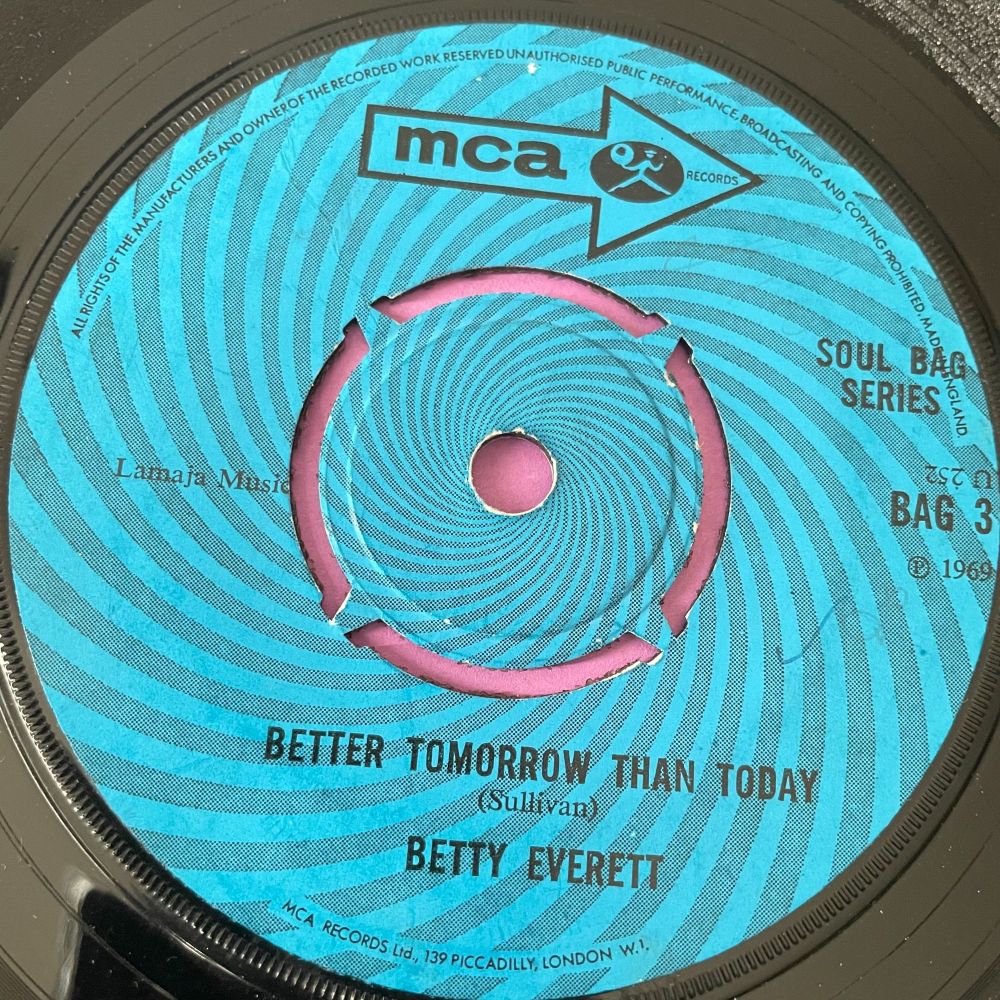 ALL RIGHTS OF THE MANUFACTURERS AND OWNER OF THE RECORDED WORK RESERVED UNAUTHORISED PUBLIC PERFORMANCE, BROADCASTING AND COPYING PROHIBITED. MADE IN ENGLAND
mca
RECORDS
SOUL BAG
SERIES
Lamaja Music
U 252
BAG 3
℗ 1969
BETTER TOMORROW THAN TODAY
(Sullivan)
BETTY EVERETT
MCA RECORDS Ltd., 139 PICCADILLY, LONDON W.1.